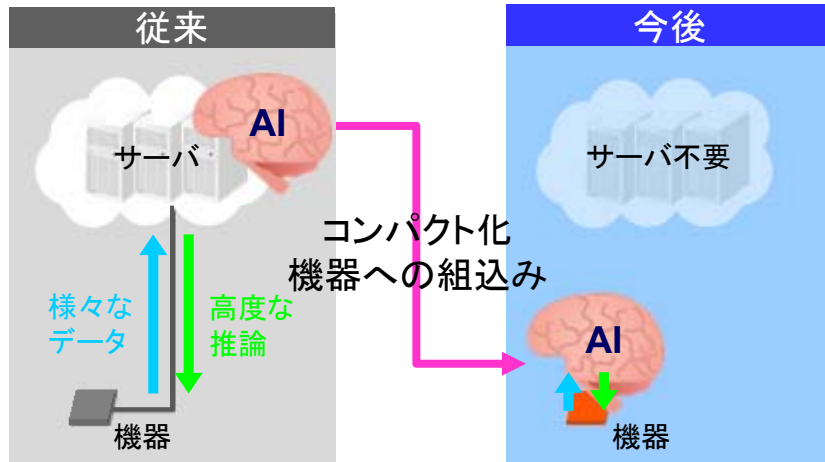 従来
AI
サーバ
様々な
データ
高度な
推論
機器
コンパクト化
機器への組込み
今後
サーバ不要
AI
機器